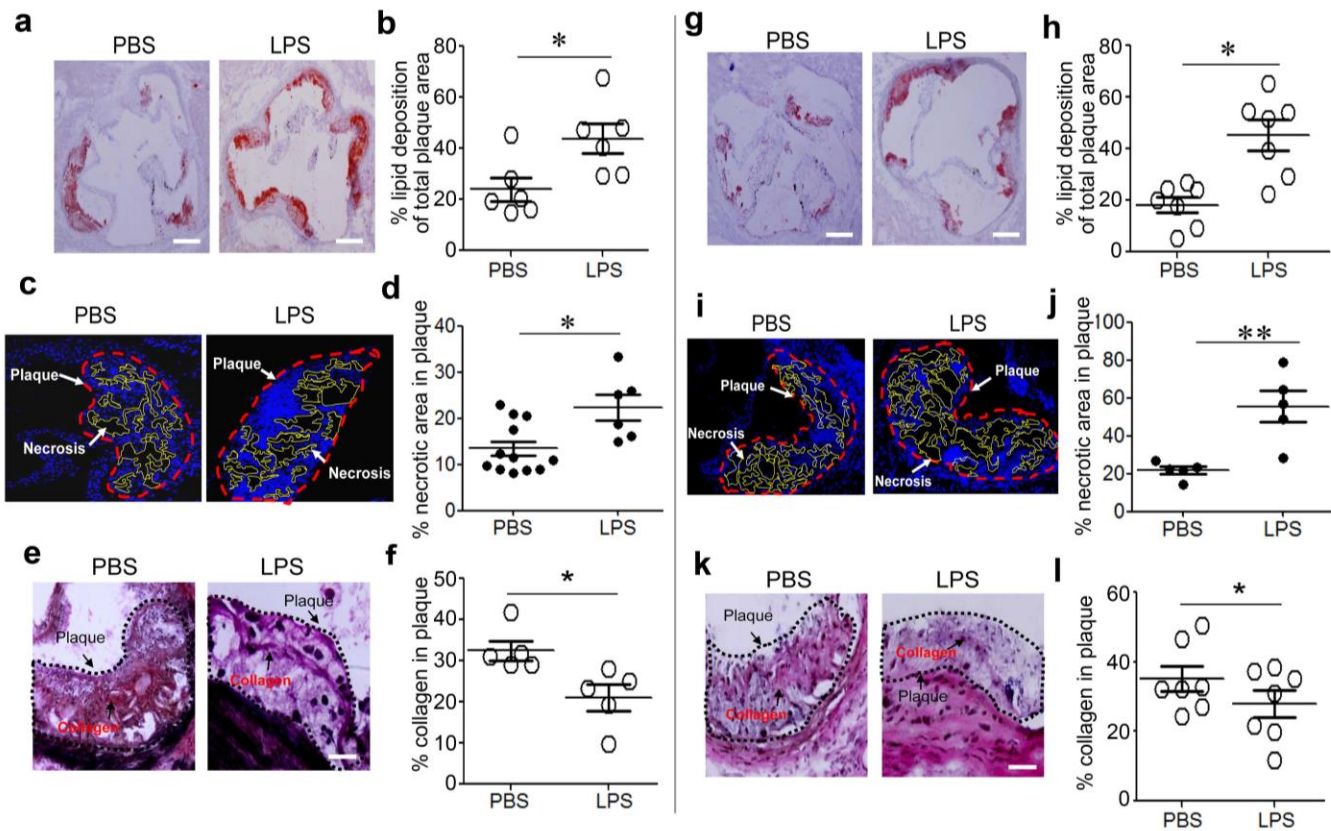 a
PBS LPS
b
% lipid deposition
of total plaque area
80
60
40
20
0
*
PBS LPS
c
PBS LPS
Plaque
Necrosis
Plaque
Necrosis
d
% necrotic area in plaque
40
30
20
10
0
*
PBS LPS
e
PBS LPS
Plaque
Collagen
Plaque
Collagen
f
% collagen in plaque
50
40
30
20
10
0
*
PBS LPS
g
PBS LPS
h
% lipid deposition
of total plaque area
80
60
40
20
0
*
PBS LPS
i
PBS LPS
Plaque
Necrosis
Plaque
Necrosis
j
% necrotic area in plaque
100
80
60
40
20
0
**
PBS LPS
k
PBS LPS
Plaque
Collagen
Collagen
Plaque
l
% collagen in plaque
60
40
20
0
*
PBS LPS